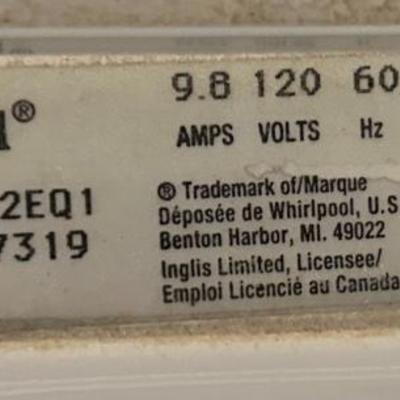 9.8 120 60
® AMPS VOLTS Hz
2EQ1
7319
® Trademark of/Marque
Déposée de Whirlpool, U.S
Benton Harbor, MI. 49022
Inglis Limited, Licensee/
Emploi Licencié au Canada